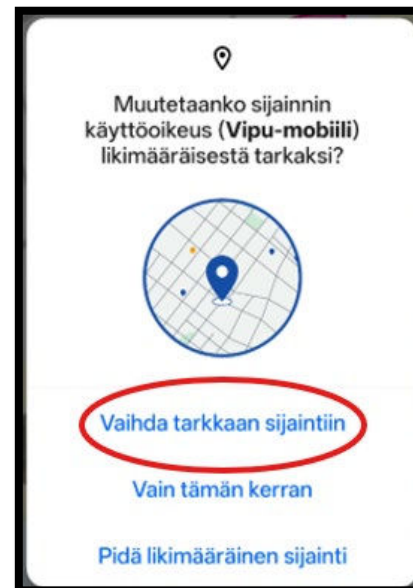 Muutetaanko sijainnin
käyttöoikeus (Vipu-mobiili)
likimääräisestä tarkaksi?
Vaihda tarkkaan sijaintiin
Vain tämän kerran
Pidä likimääräinen sijainti